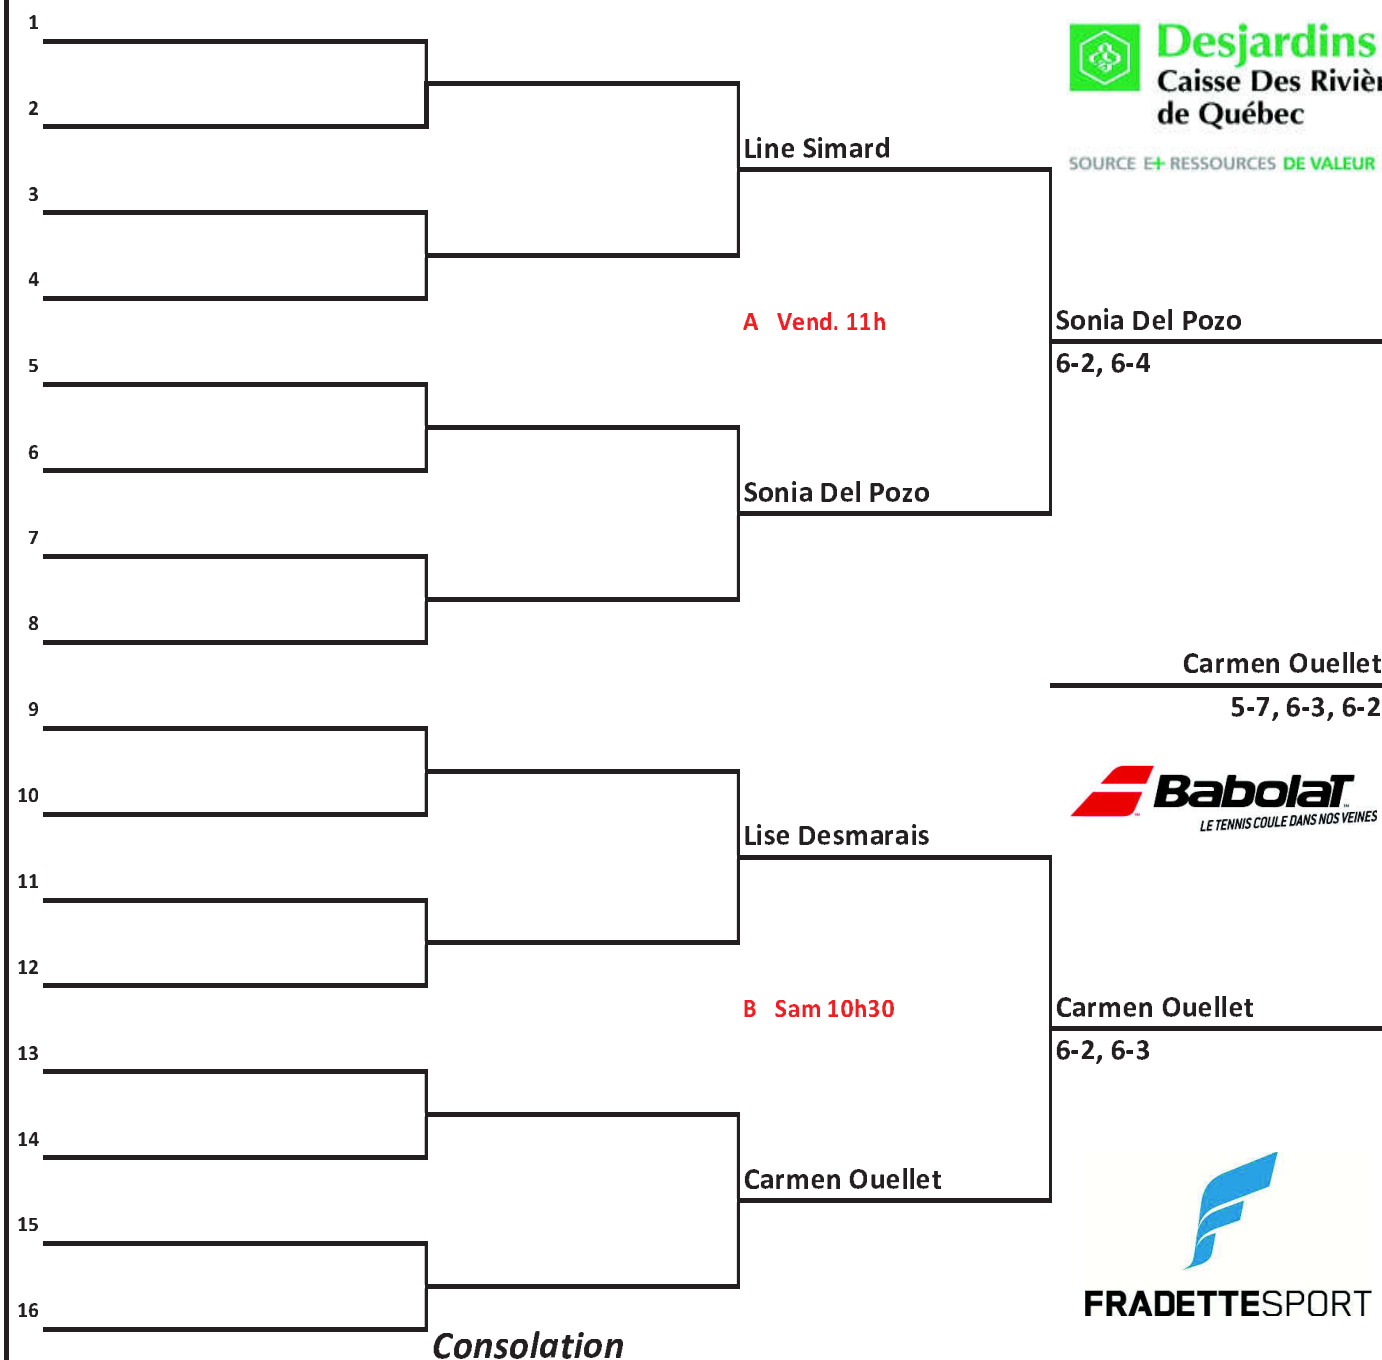 1
Desjardins
Caisse Des Rivièr
de Québec
2
Line Simard
SOURCE E+ RESSOURCES DE VALEUR
3
4
A Vend. 11h
Sonia Del Pozo
6-2, 6-4
5
6
Sonia Del Pozo
7
8
Carmen Ouellet
5-7, 6-3, 6-2
9
10
BabolaT
LE TENNIS COULE DANS NOS VEINES
Lise Desmarais
11
12
B Sam 10h30
Carmen Ouellet
6-2, 6-3
13
14
Carmen Ouellet
15
16
FRADETTESPORT
Consolation